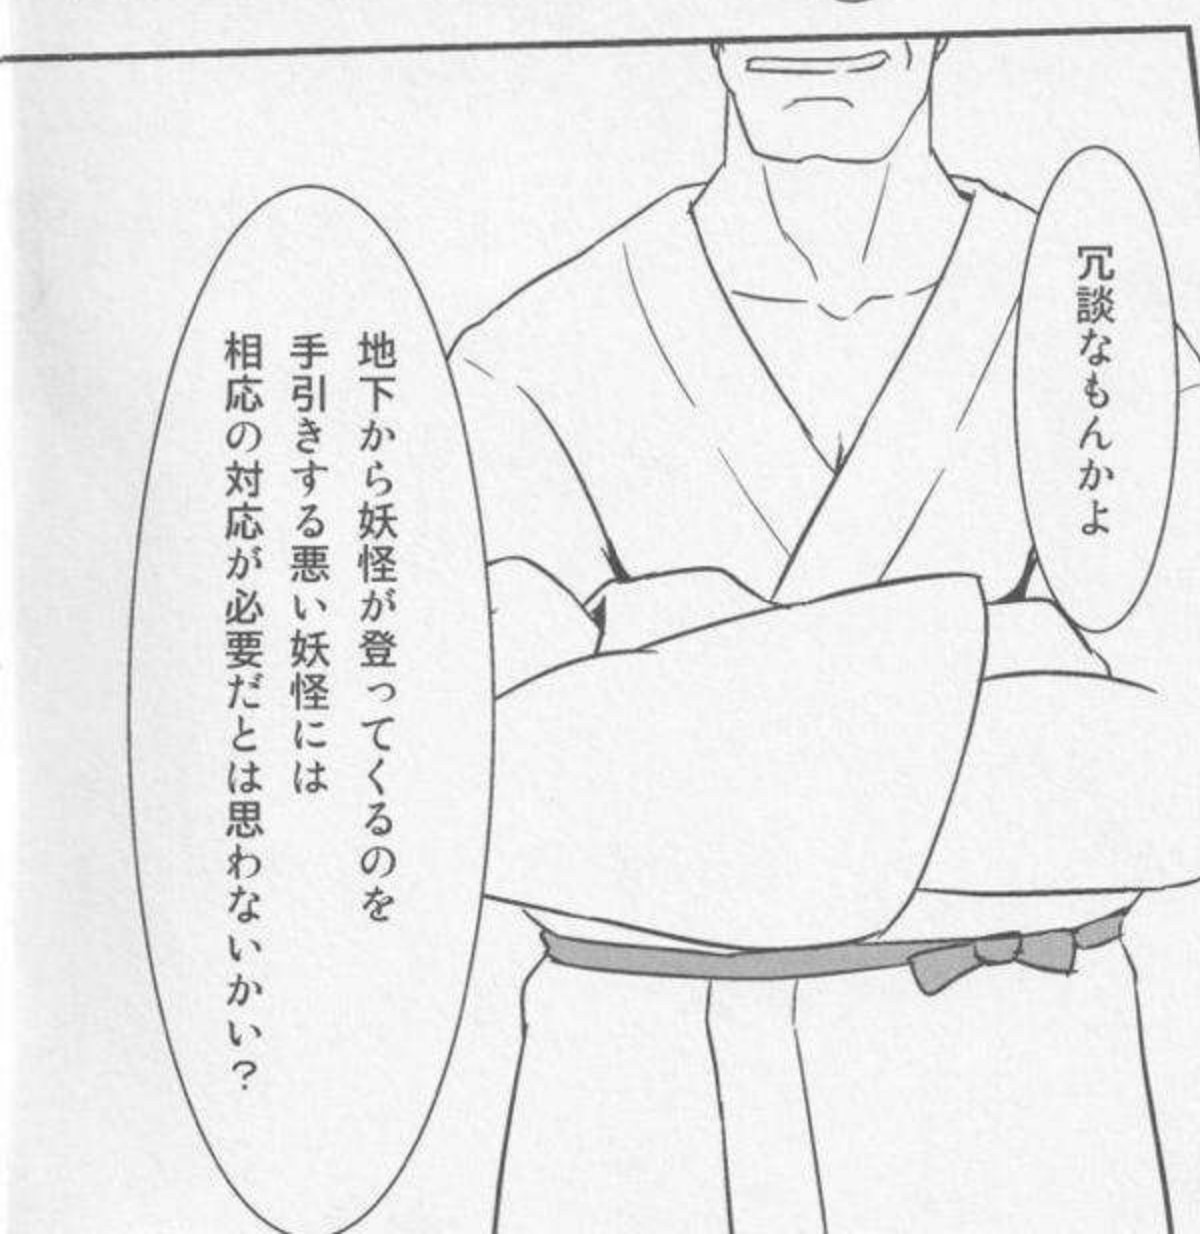 冗談なもんかよ
地下から妖怪が登ってくるのを
手引きする悪い妖怪には
相応の対応が必要だとは思わないかい？